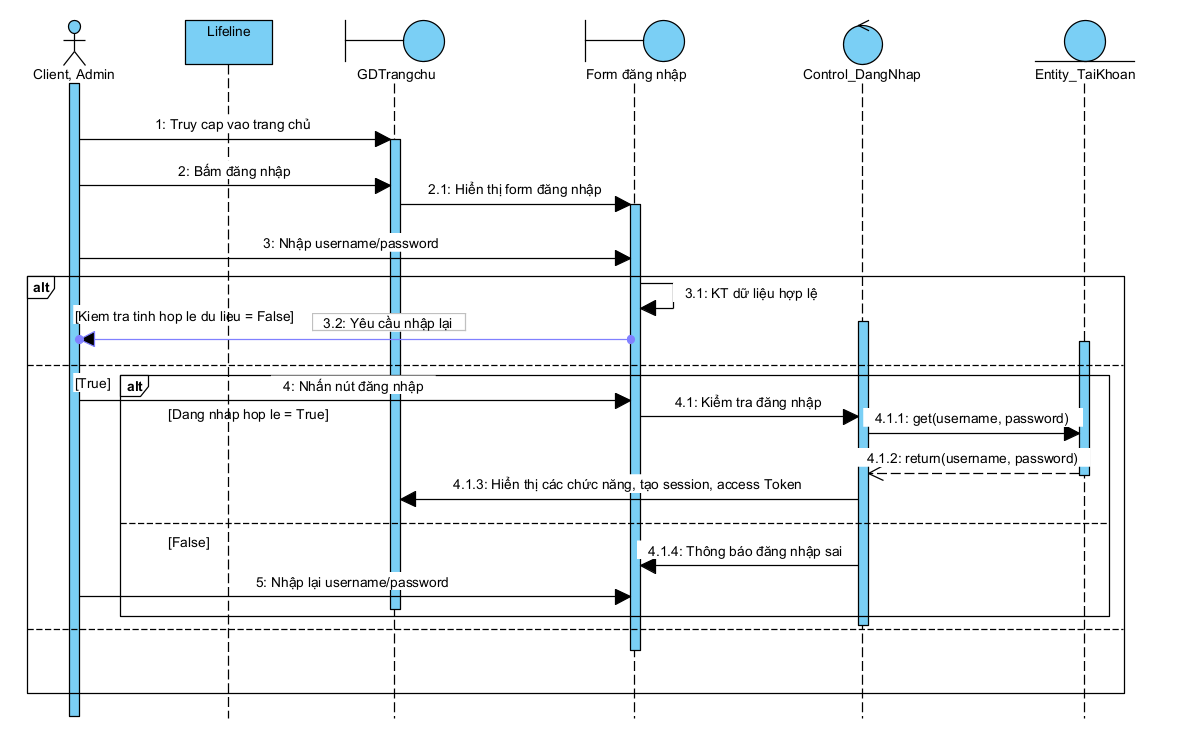 Lifeline
Client, Admin
GDTrangchu
Form đăng nhập
Control_DangNhap
Entity_TaiKhoan
1: Truy cap vao trang chủ
2: Bấm đăng nhập
2.1: Hiển thị form đăng nhập
3: Nhập username/password
alt
3.1: KT dữ liệu hợp lệ
[Kiem tra tinh hop le du lieu = False]
3.2: Yêu cầu nhập lại
[True]
alt
4: Nhấn nút đăng nhập
4.1: Kiểm tra đăng nhập
[Dang nhap hop le = True]
4.1.1: get(username, password)
4.1.2: return(username, password)
4.1.3: Hiển thị các chức năng, tạo session, access Token
[False]
4.1.4: Thông báo đăng nhập sai
5: Nhập lại username/password